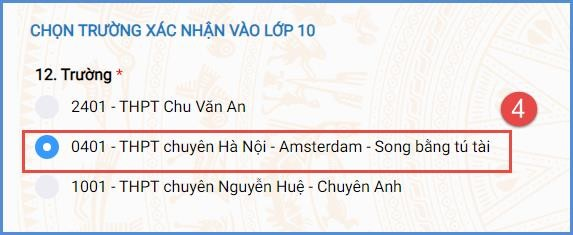 CHỌN TRƯỜNG XÁC NHẬN VÀO LỚP 10
12. Trường *
2401 - THPT Chu Văn An
4
0401 - THPT chuyên Hà Nội - Amsterdam - Song bằng tú tài
1001 - THPT chuyên Nguyễn Huệ - Chuyên Anh